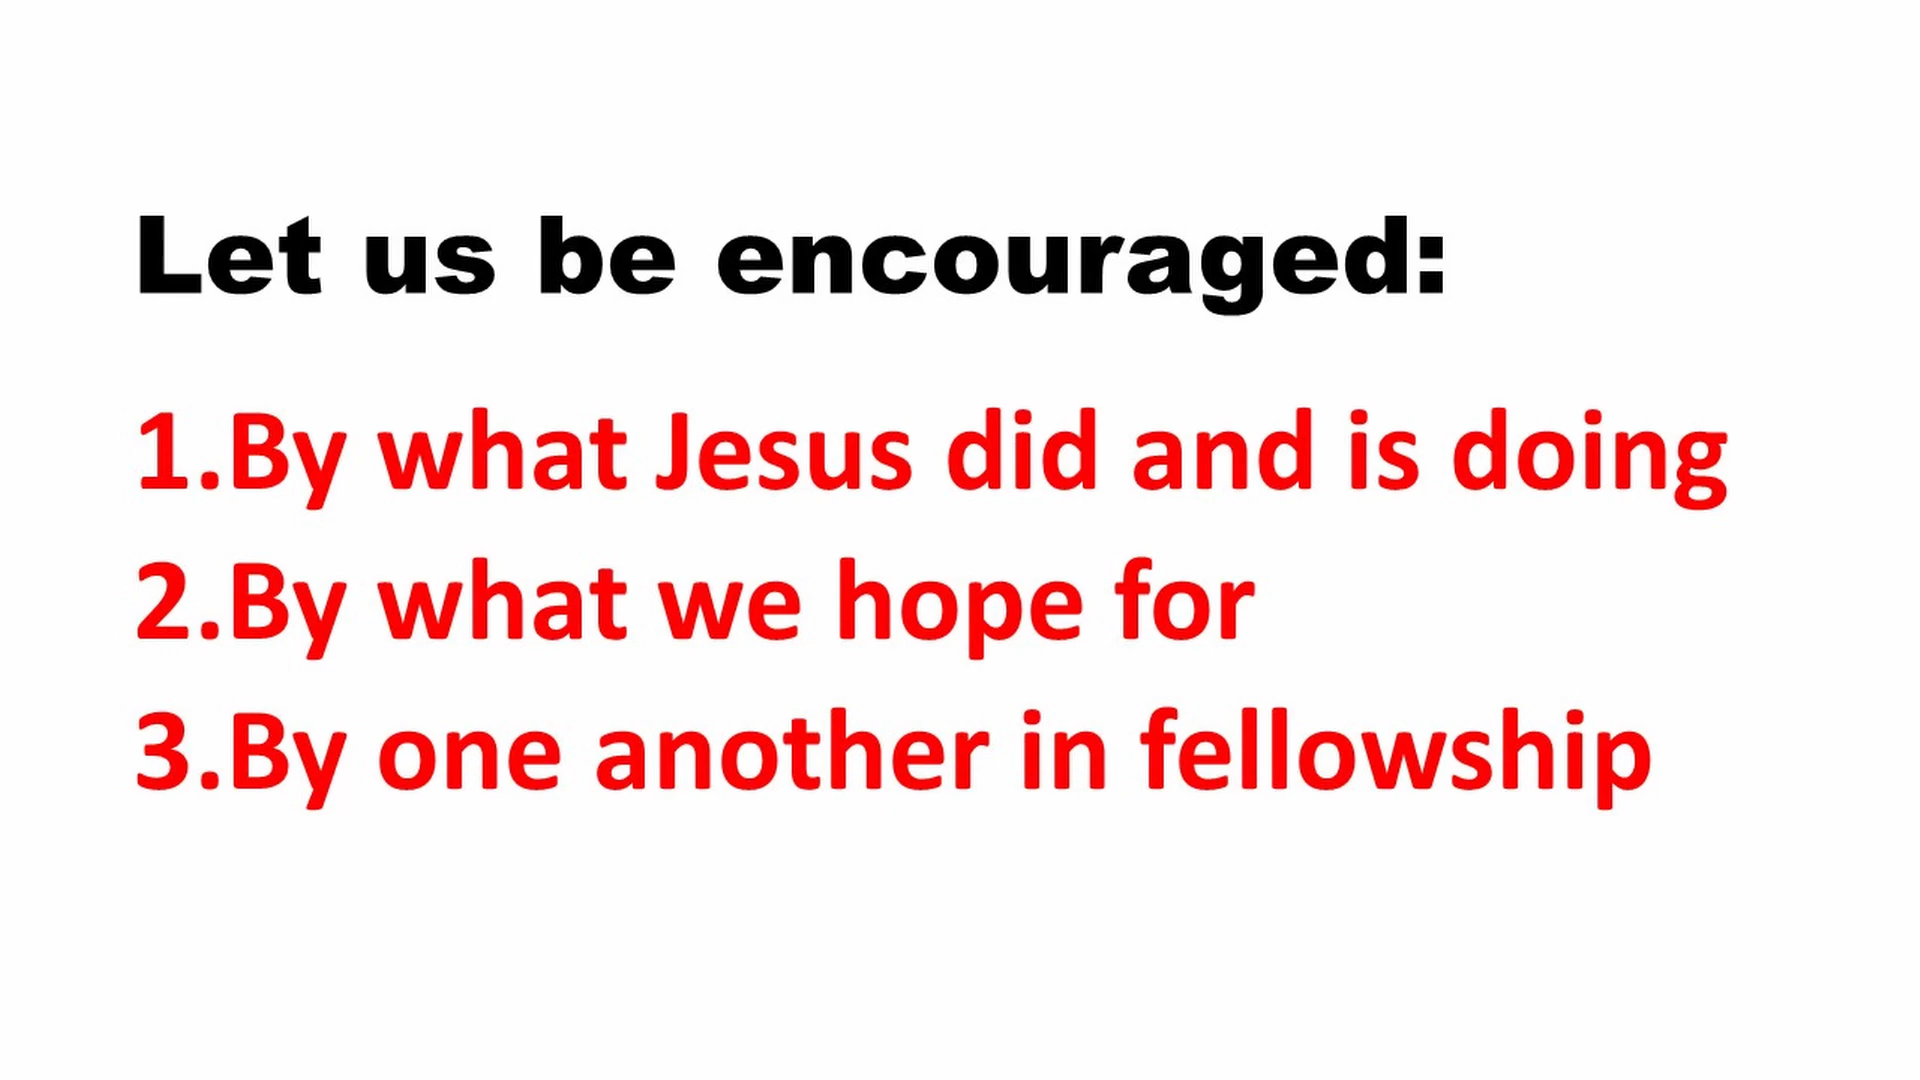 Let us be encouraged:
1.By what Jesus did and is doing
2.By what we hope for
3.By one another in fellowship